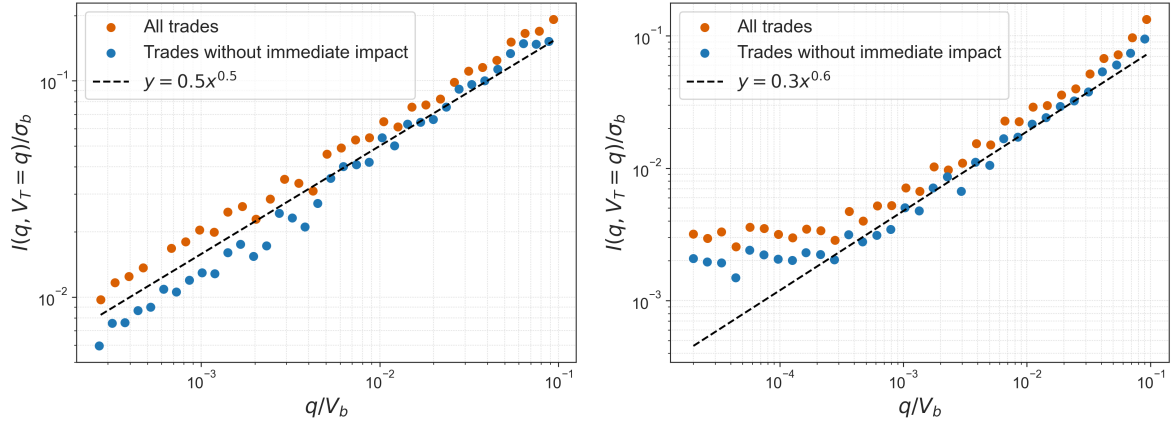 All trades
Trades without immediate impact
y = 0.5x^0.5
I(q, V_T = q)/σ_b
10^-1
10^-2
10^-3
10^-2
10^-1
q/V_b
All trades
Trades without immediate impact
y = 0.3x^0.6
I(q, V_T = q)/σ_b
10^-1
10^-2
10^-3
10^-4
10^-3
10^-2
10^-1
q/V_b